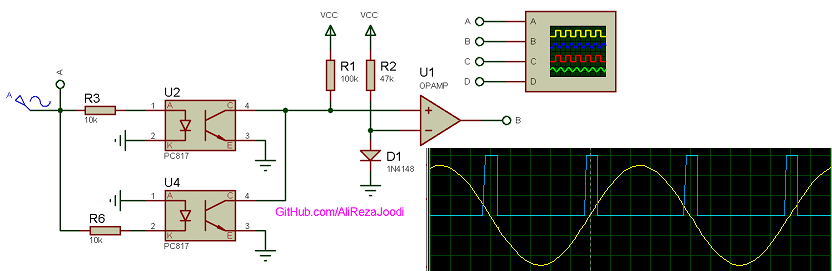 VCC VCC
A
A
R3
10k
U2
1 A C 4
2 K E 3
PC817
R1
100k
R2
47k
U1
OPAMP
B
D1
1N4148
A A
B B
C C
D D
U4
1 A C 4
2 K E 3
PC817
R6
10k
GitHub.com/AliRezaJoodi